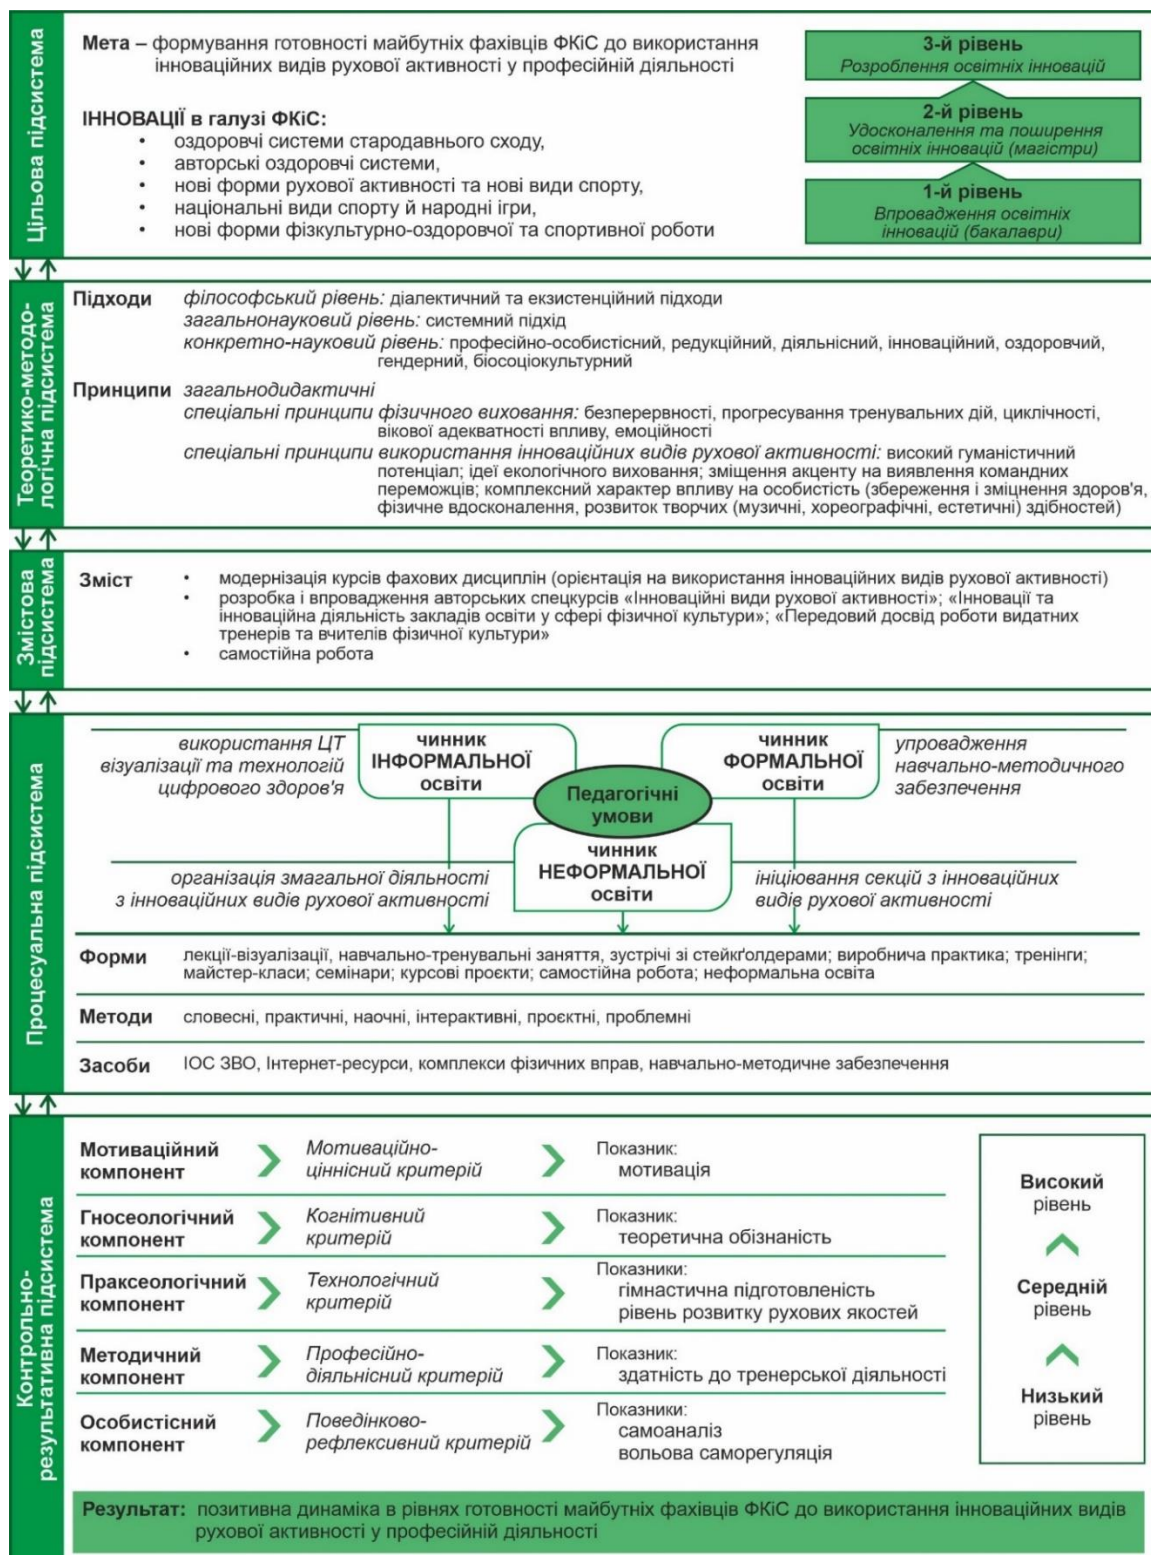 Цільова підсистема
Мета – формування готовності майбутніх фахівців ФКіС до використання
інноваційних видів рухової активності у професійній діяльності
ІННОВАЦІЇ в галузі ФКіС:
• оздоровчі системи стародавнього сходу,
• авторські оздоровчі системи,
• нові форми рухової активності та нові види спорту,
• національні види спорту й народні ігри,
• нові форми фізкультурно-оздоровчої та спортивної роботи
3-й рівень
Розроблення освітніх інновацій
2-й рівень
Удосконалення та поширення
освітніх інновацій (магістри)
1-й рівень
Впровадження освітніх
інновацій (бакалаври)
Теоретико-методо-
логічна підсистема
Підходи філософський рівень: діалектичний та екзистенційний підходи
загальнонауковий рівень: системний підхід
конкретно-науковий рівень: професійно-особистісний, редукційний, діяльнісний, інноваційний, оздоровчий,
гендерний, біосоціокультурний
Принципи загальнодидактичні
спеціальні принципи фізичного виховання: безперервності, прогресування тренувальних дій, циклічності,
вікової адекватності впливу, емоційності
спеціальні принципи використання інноваційних видів рухової активності: високий гуманістичний
потенціал; ідеї екологічного виховання; зміщення акценту на виявлення командних
переможців; комплексний характер впливу на особистість (збереження і зміцнення здоров'я,
фізичне вдосконалення, розвиток творчих (музичні, хореографічні, естетичні) здібностей)
Змістова
підсистема
Зміст • модернізація курсів фахових дисциплін (орієнтація на використання інноваційних видів рухової активності)
• розробка і впровадження авторських спецкурсів «Інноваційні види рухової активності»; «Інновації та
інноваційна діяльність закладів освіти у сфері фізичної культури»; «Передовий досвід роботи видатних
тренерів та вчителів фізичної культури»
• самостійна робота
Процесуальна підсистема
використання ЦТ
візуалізації та технологій
цифрового здоров'я
чинник
ІНФОРМАЛЬНОЇ
освіти
чинник
ФОРМАЛЬНОЇ
освіти
упровадження
навчально-методичного
забезпечення
Педагогічні
умови
організація змагальної діяльності
з інноваційних видів рухової активності
чинник
НЕФОРМАЛЬНОЇ
освіти
ініціювання секцій з інноваційних
видів рухової активності
Форми лекції-візуалізації, навчально-тренувальні заняття, зустрічі зі стейкґолдерами; виробнича практика; тренінги;
майстер-класи; семінари; курсові проєкти; самостійна робота; неформальна освіта
Методи словесні, практичні, наочні, інтерактивні, проєктні, проблемні
Засоби ІОС ЗВО, Інтернет-ресурси, комплекси фізичних вправ, навчально-методичне забезпечення
Контрольно-
результативна підсистема
Мотиваційний
компонент
Мотиваційно-
ціннісний критерій
Показник:
мотивація
Гносеологічний
компонент
Когнітивний
критерій
Показник:
теоретична обізнаність
Праксеологічний
компонент
Технологічний
критерій
Показники:
гімнастична підготовленість
рівень розвитку рухових якостей
Методичний
компонент
Професійно-
діяльнісний критерій
Показник:
здатність до тренерської діяльності
Особистісний
компонент
Поведінково-
рефлексивний критерій
Показники:
самоаналіз
вольова саморегуляція
Високий
рівень
Середній
рівень
Низький
рівень
Результат: позитивна динаміка в рівнях готовності майбутніх фахівців ФКіС до використання інноваційних видів
рухової активності у професійній діяльності